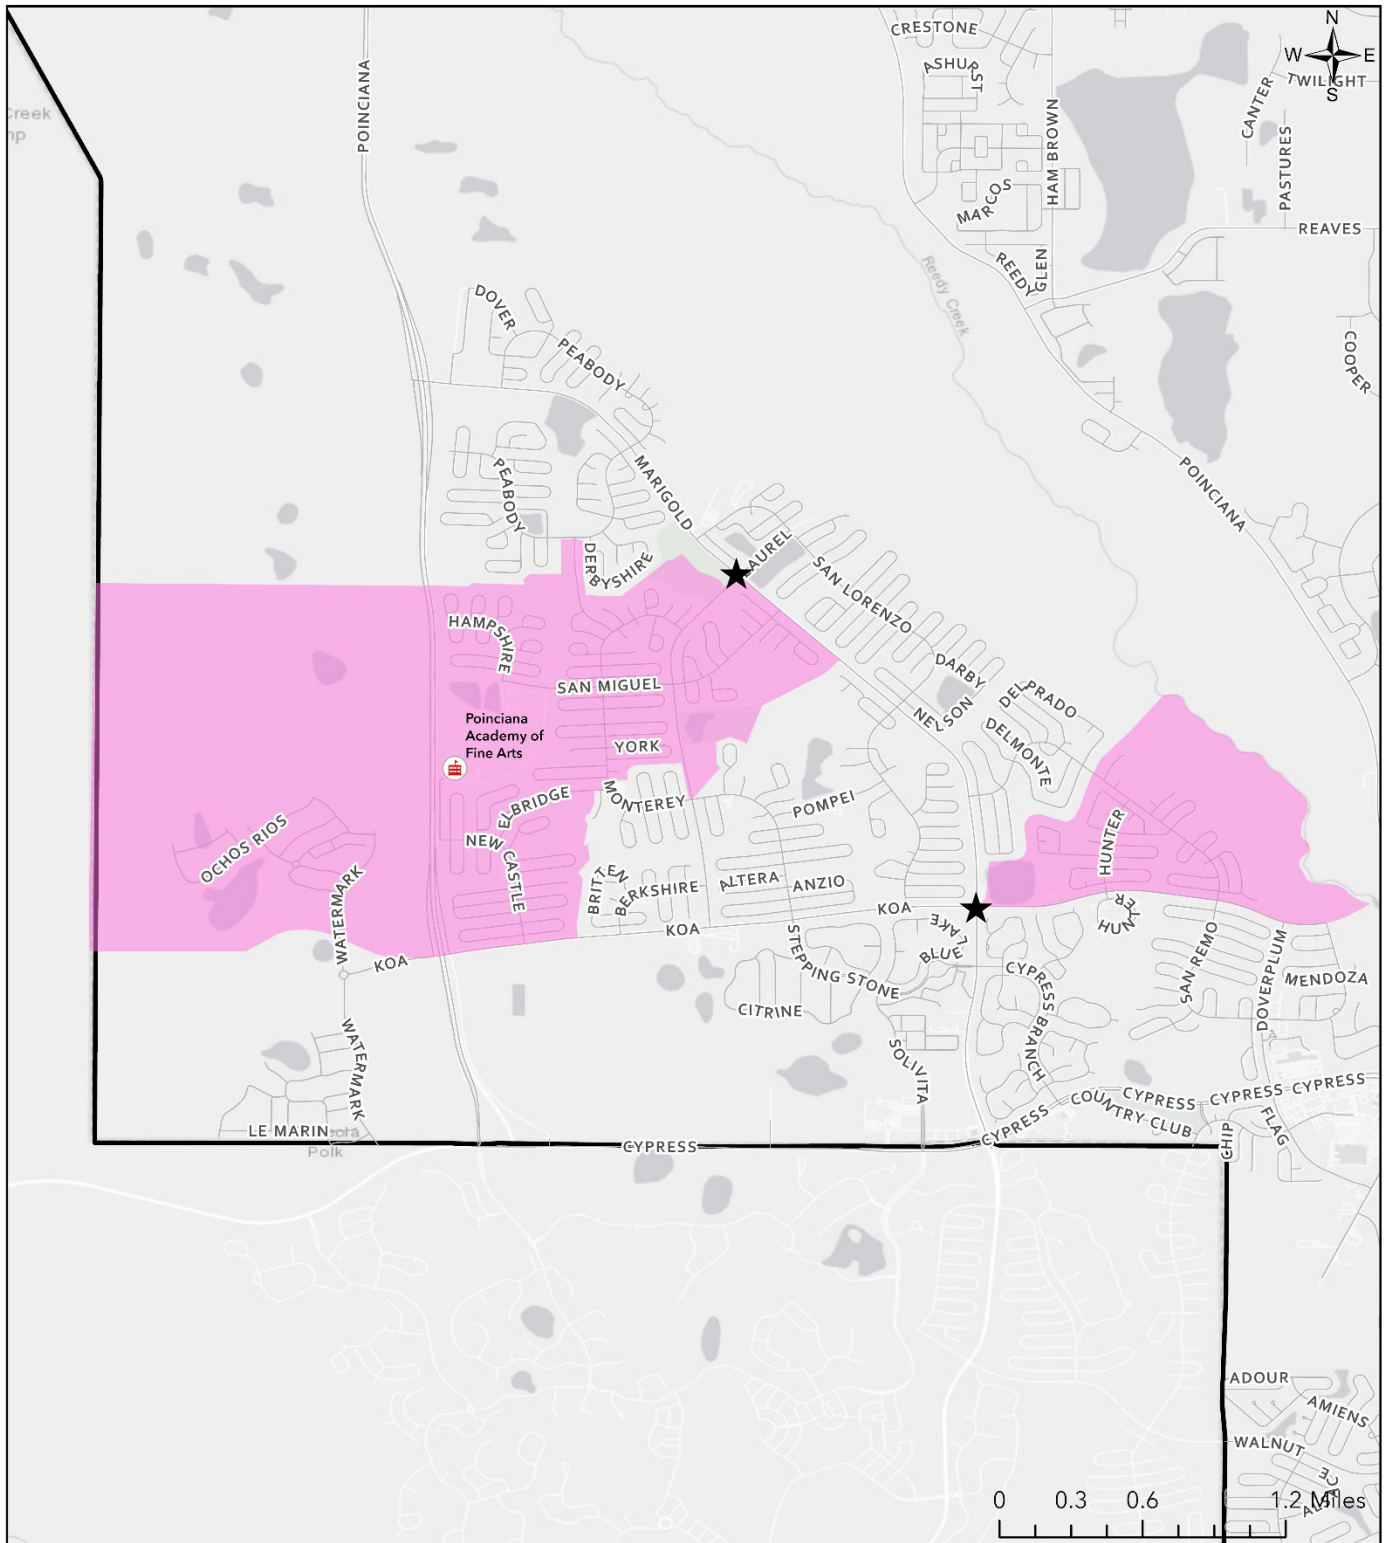 CRESTONE
N
W E
S
ASHURST
TWILIGHT
CANTER
POINCIANA
Creek
HAM BROWN
PASTURES
MARCOS
REAVES
REEDY
GLEN
Reedy Creek
DOVER
PEABODY
COOPER
PEABODY
MARIGOLD
POINCIANA
LAUREL
DERBYSHIRE
SAN LORENZO
HAMPSHIRE
DARBY
SAN MIGUEL
DEL PRADO
NELSON
Poinciana
Academy of
Fine Arts
DELMONTE
YORK
ELBRIDGE
MONTEREY
POMPEI
OCHOS RIOS
NEW CASTLE
HUNTER
WATERMARK
BRITTEN
BERKSHIRE
ALTERA
ANZIO
KOA
HUNTER
KOA
BLUE LAKE
STEPPING STONE
KOA
CYPRESS BRANCH
SAN REMO
DOVERPLUM
MENDOZA
CITRINE
WATERMARK
SOLIVITA
COUNTRY CLUB
CYPRESS
CYPRESS
CYPRESS
LE MARIN
Polk
CYPRESS
CYPRESS
CHIP
FLAG
ADOUR
AMIENS
WALNUT
0 0.3 0.6 1.2 Miles